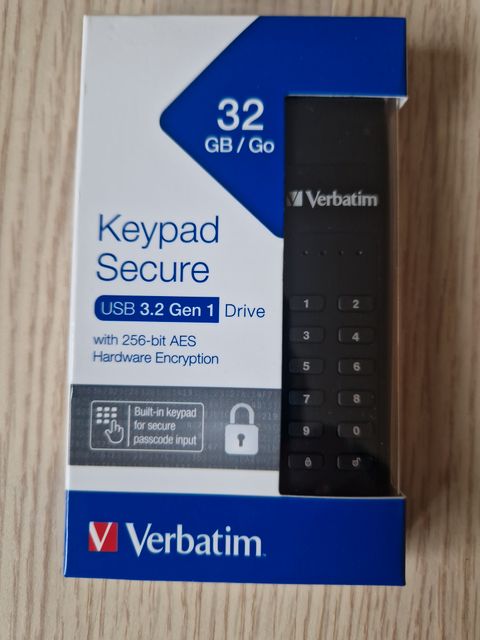 32
GB / Go
Verbatim
Keypad
Secure
USB 3.2 Gen 1 Drive
with 256-bit AES
Hardware Encryption
1 2
3 4
5 6
7 8
9 0
Built-in keypad
for secure
passcode input
Verbatim